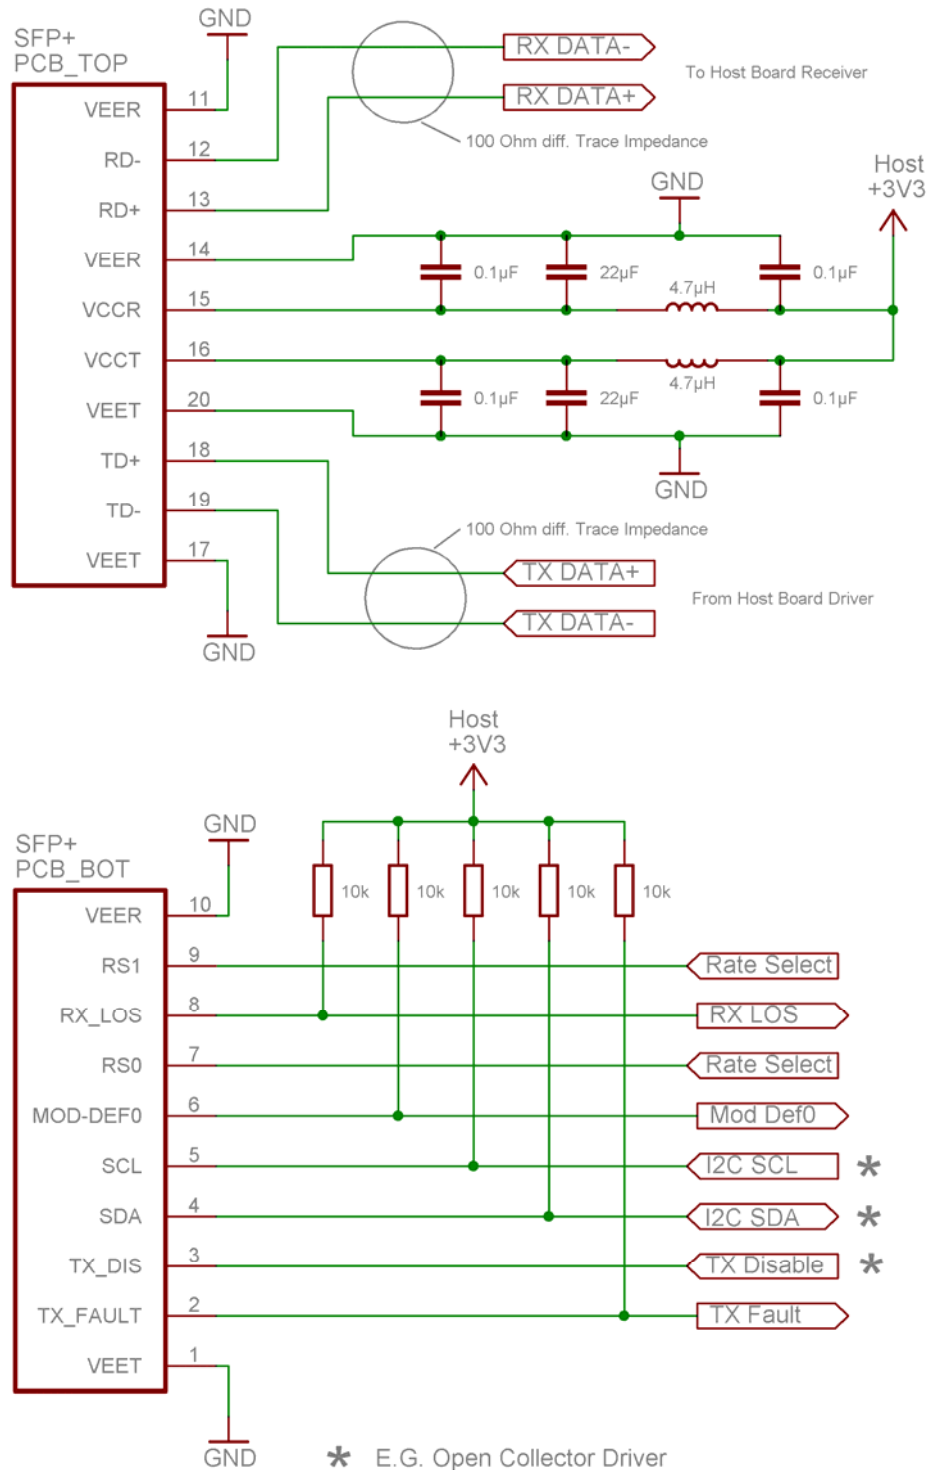 GND
SFP+
PCB_TOP
RX DATA-
To Host Board Receiver
RX DATA+
VEER 11
100 Ohm diff. Trace Impedance
RD- 12
Host
+3V3
GND
RD+ 13
VEER 14
0.1µF 22µF 4.7µH 0.1µF
VCCR 15
VCCT 16
4.7µH
0.1µF 22µF 0.1µF
VEET 20
TD+ 18
GND
TD- 19
100 Ohm diff. Trace Impedance
VEET 17
TX DATA+
From Host Board Driver
TX DATA-
GND
Host
+3V3
GND
SFP+
PCB_BOT
10k 10k 10k 10k 10k
VEER 10
RS1 9 Rate Select
RX_LOS 8 RX LOS
RS0 7 Rate Select
MOD-DEF0 6 Mod Def0
SCL 5 I2C SCL *
SDA 4 I2C SDA *
TX_DIS 3 TX Disable *
TX_FAULT 2 TX Fault
VEET 1
GND
* E.G. Open Collector Driver